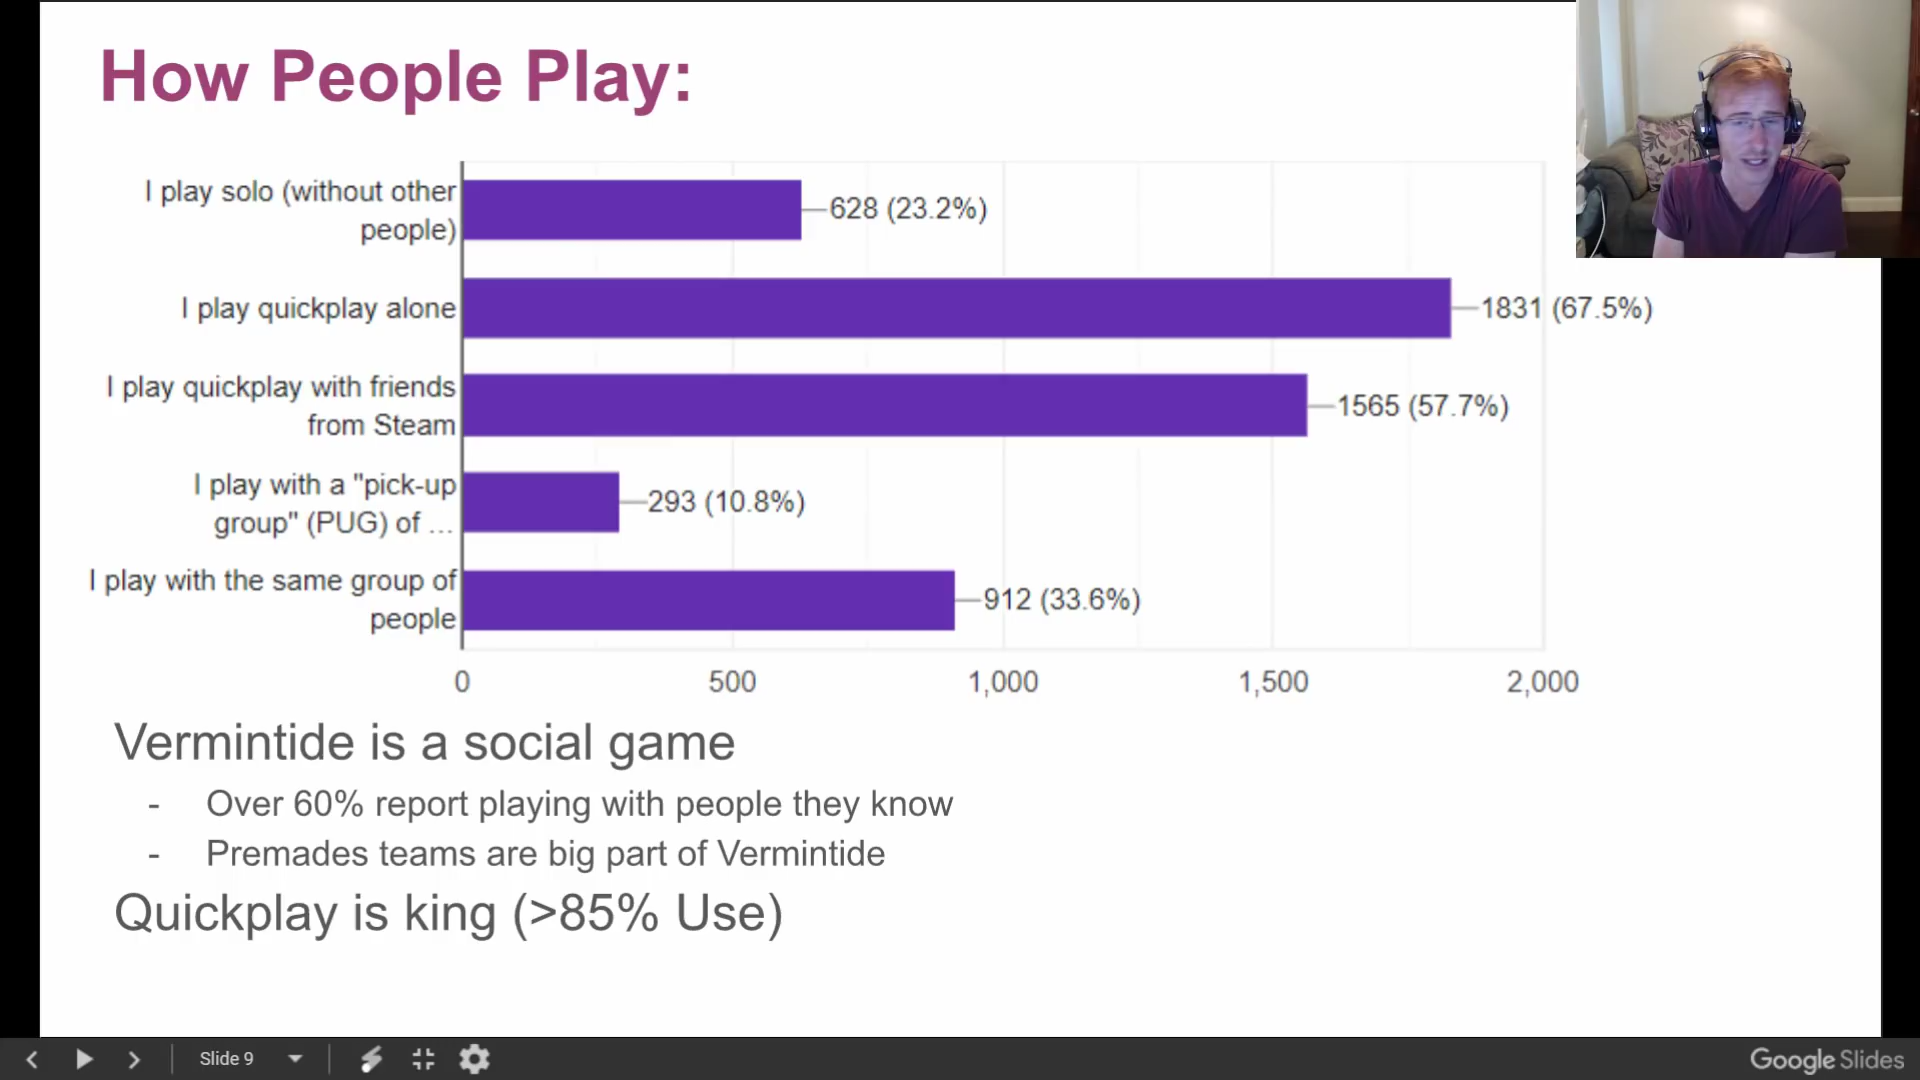 How People Play:
I play solo (without other
people)
628 (23.2%)
I play quickplay alone
1831 (67.5%)
I play quickplay with friends
from Steam
1565 (57.7%)
I play with a "pick-up
group" (PUG) of ...
293 (10.8%)
I play with the same group of
people
912 (33.6%)
0 500 1,000 1,500 2,000
Vermintide is a social game
- Over 60% report playing with people they know
- Premades teams are big part of Vermintide
Quickplay is king (>85% Use)
Slide 9
Google Slides